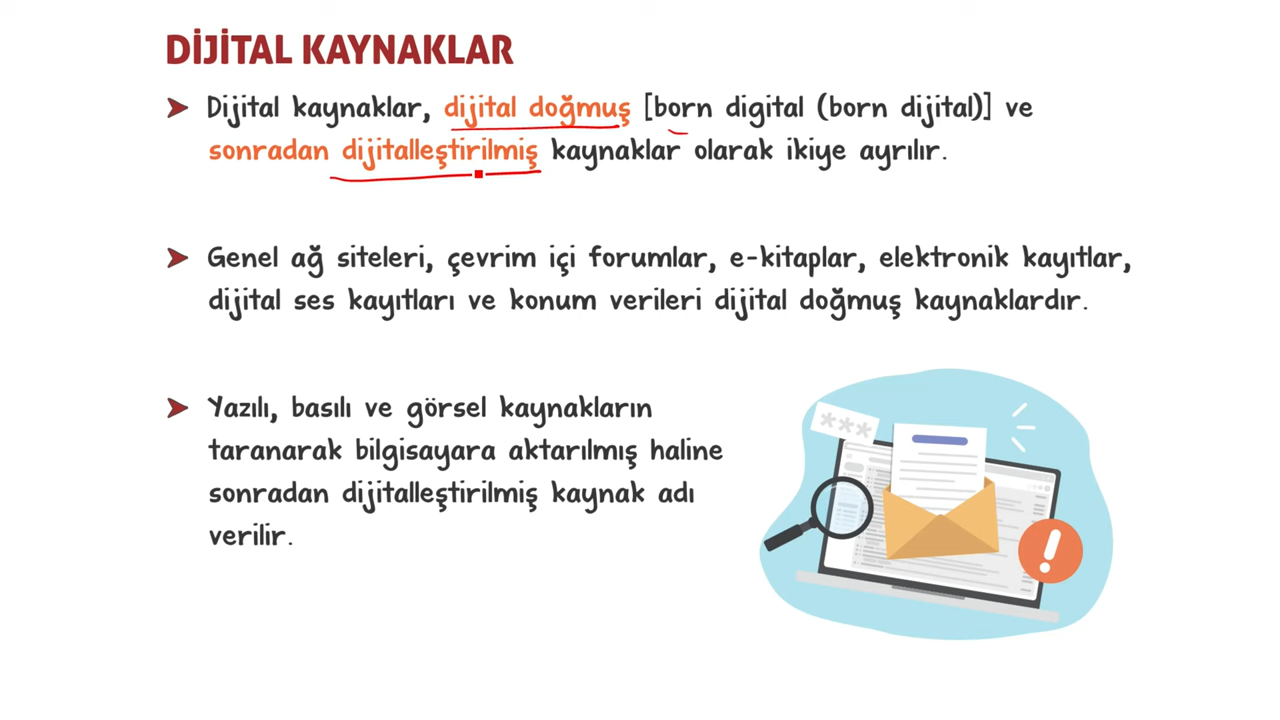 DİJİTAL KAYNAKLAR
➤ Dijital kaynaklar, dijital doğmuş [born digital (born dijital)] ve
sonradan dijitalleştirilmiş kaynaklar olarak ikiye ayrılır.
➤ Genel ağ siteleri, çevrim içi forumlar, e-kitaplar, elektronik kayıtlar,
dijital ses kayıtları ve konum verileri dijital doğmuş kaynaklardır.
➤ Yazılı, basılı ve görsel kaynakların
taranarak bilgisayara aktarılmış haline
sonradan dijitalleştirilmiş kaynak adı
verilir.
***
!